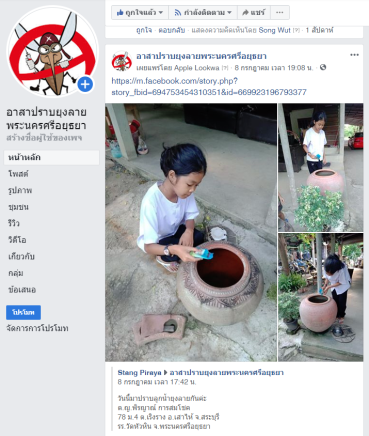 ถูกใจแล้ว
กำลังติดตาม
แชร์
ถูกใจ · ตอบกลับ · แสดงความคิดเห็นโดย Song Wut · 1 สัปดาห์
อาสาปราบยุงลาย
พระนครศรีอยุธยา
สร้างชื่อผู้ใช้ของเพจ
หน้าหลัก
โพสต์
รูปภาพ
ชุมชน
รีวิว
วิดีโอ
เกี่ยวกับ
กลุ่ม
ข้อเสนอ
โปรโมท
จัดการการโปรโมท
อาสาปราบยุงลายพระนครศรีอยุธยา
เผยแพร่โดย Apple Lookwa [?] · 8 กรกฎาคม เวลา 19:08 น. ·
https://m.facebook.com/story.php?
story_fbid=694753454310351&id=669923196793377
Stang Piraya ▸ อาสาปราบยุงลายพระนครศรีอยุธยา
8 กรกฎาคม เวลา 17:42 น.
วันนี้มาปราบลูกน้ำยุงลายกันค่ะ
ด.ญ.พิรญาณ์ การสมโชค
78 ม.4 ต.เริงราง อ.เสาไห้ จ.สระบุรี
รร.วัดหัวหิน จ.พระนครศรีอยุธยา